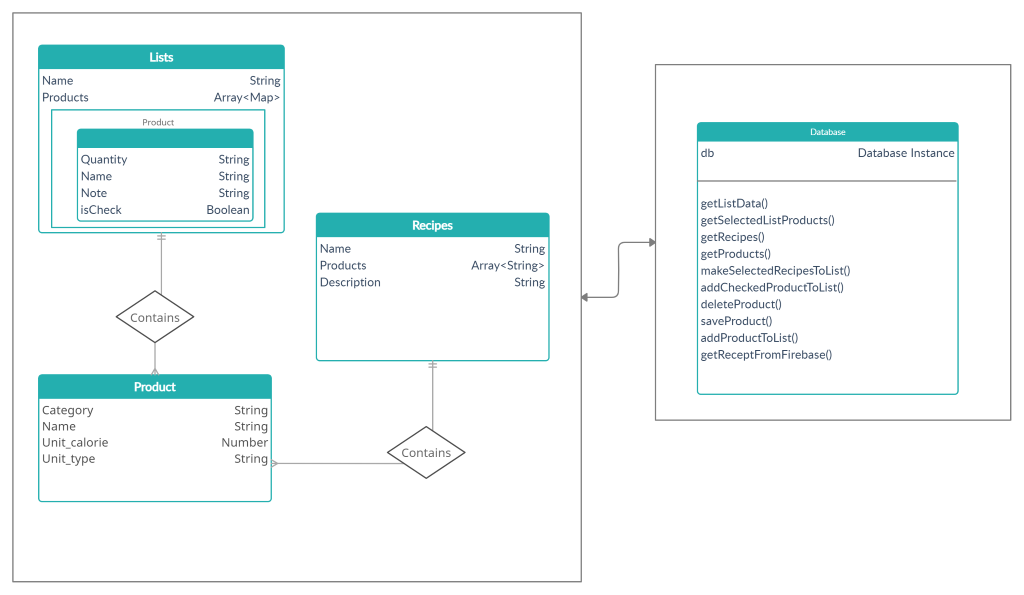 Lists
Name String
Products Array<Map>
Product
Quantity String
Name String
Note String
isCheck Boolean
Contains
Product
Category String
Name String
Unit_calorie Number
Unit_type String
Recipes
Name String
Products Array<String>
Description String
Contains
Database
db Database Instance
getListData()
getSelectedListProducts()
getRecipes()
getProducts()
makeSelectedRecipesToList()
addCheckedProductToList()
deleteProduct()
saveProduct()
addProductToList()
getReceptFromFirebase()